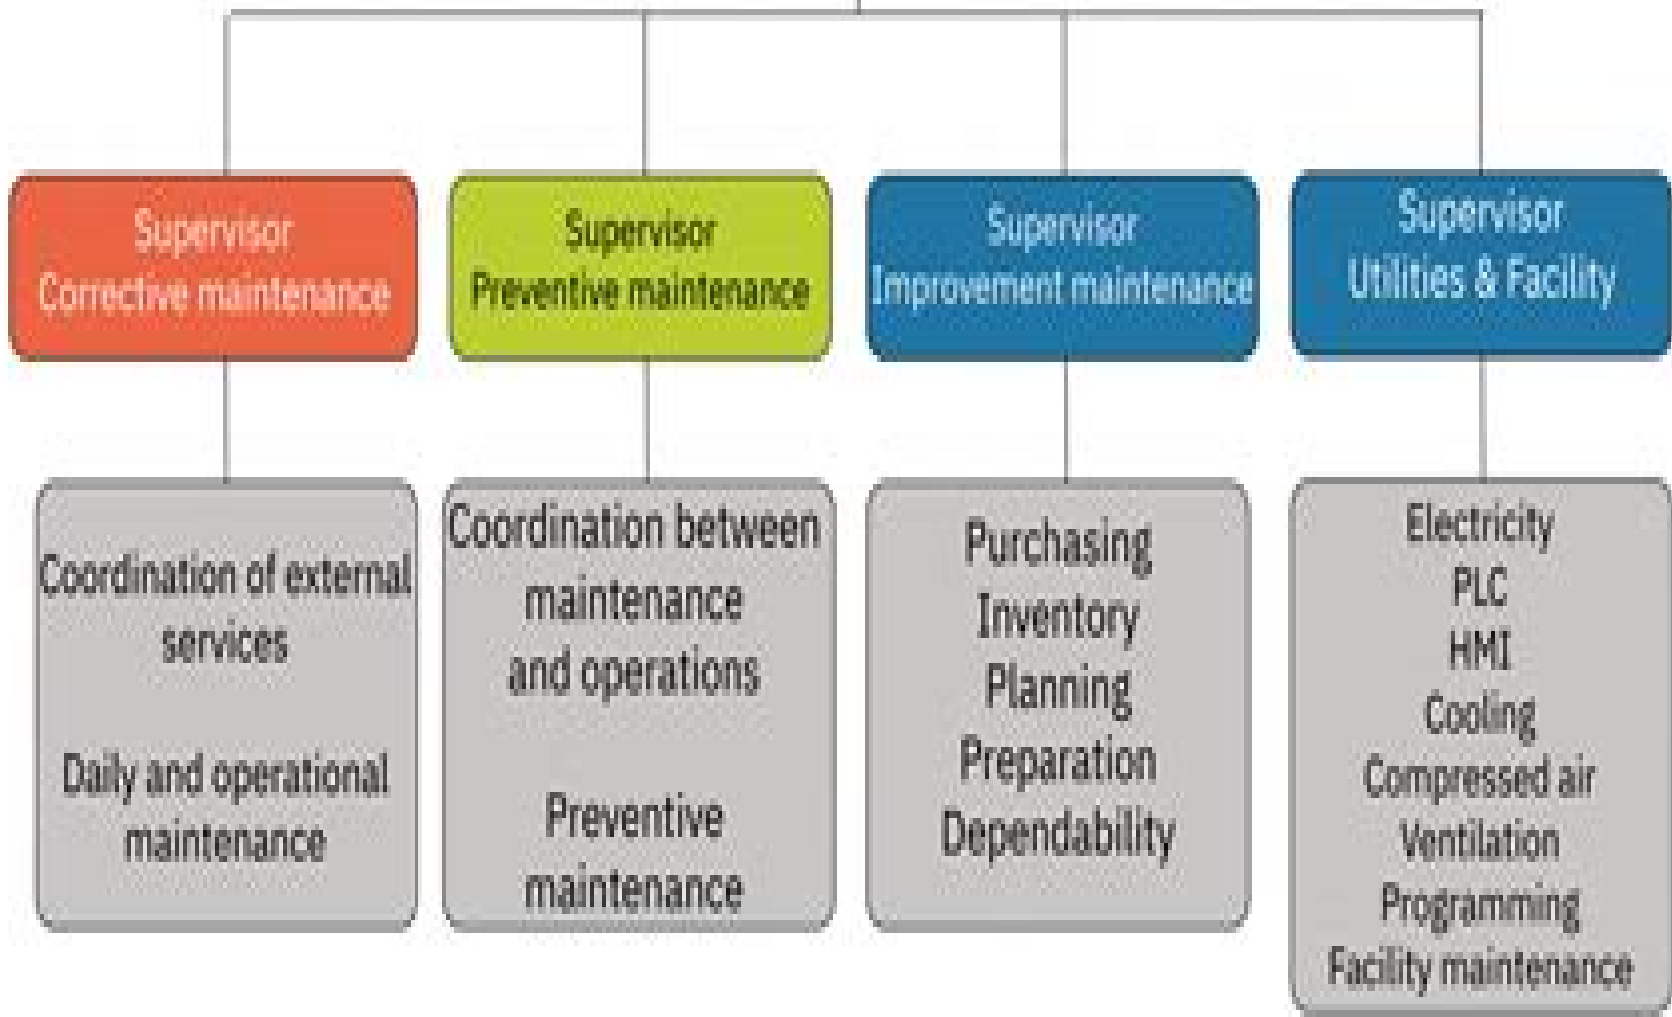 Supervisor
Corrective maintenance
Supervisor
Preventive maintenance
Supervisor
Improvement maintenance
Supervisor
Utilities & Facility
Coordination of external
services
Daily and operational
maintenance
Coordination between
maintenance
and operations
Preventive
maintenance
Purchasing
Inventory
Planning
Preparation
Dependability
Electricity
PLC
HMI
Cooling
Compressed air
Ventilation
Programming
Facility maintenance